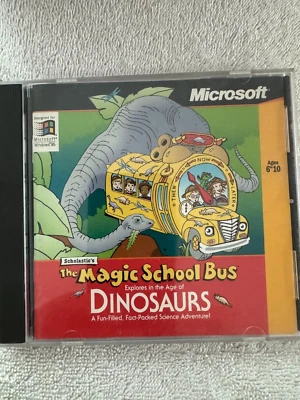 Microsoft
Designed for
Microsoft
Windows 95
Ages
6 to 10
Scholastic's
The Magic School Bus
Explores in the Age of
DINOSAURS
A Fun-Filled, Fact-Packed Science Adventure!